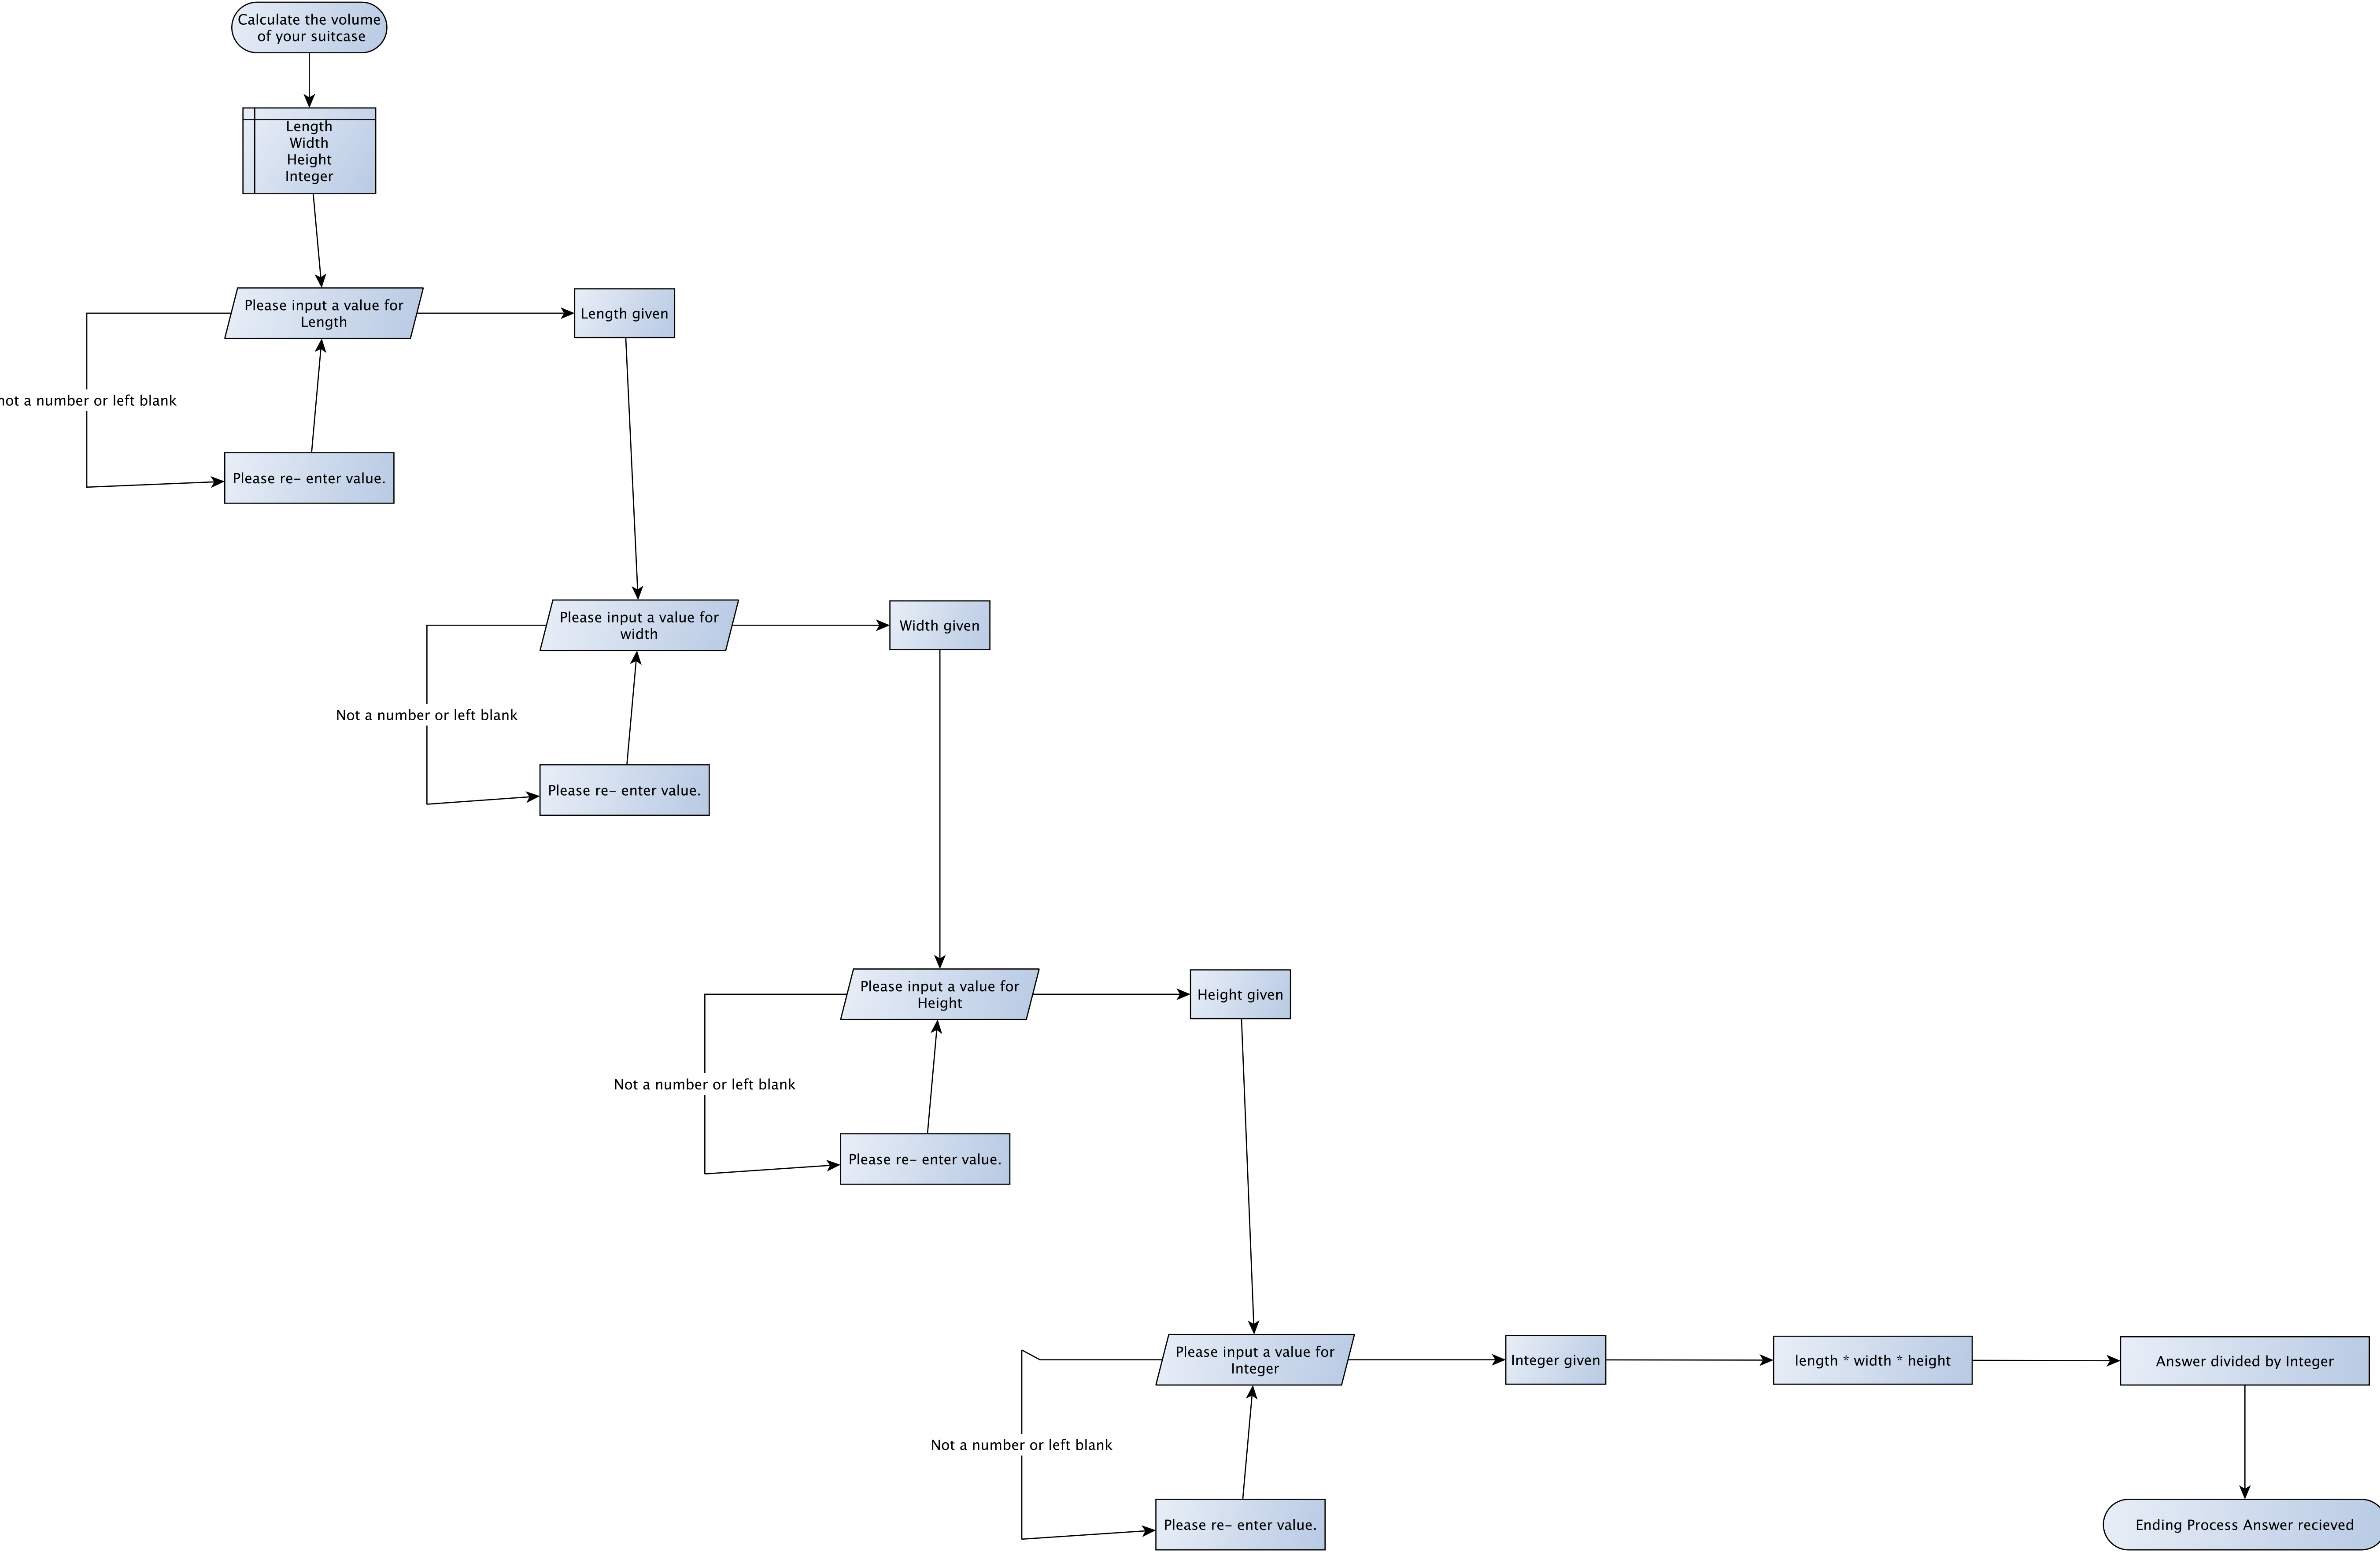 Calculate the volume
of your suitcase
Length
Width
Height
Integer
Please input a value for
Length
Length given
not a number or left blank
Please re- enter value.
Please input a value for
width
Width given
Not a number or left blank
Please re- enter value.
Please input a value for
Height
Height given
Not a number or left blank
Please re- enter value.
Please input a value for
Integer
Integer given
length * width * height
Answer divided by Integer
Not a number or left blank
Please re- enter value.
Ending Process Answer recieved